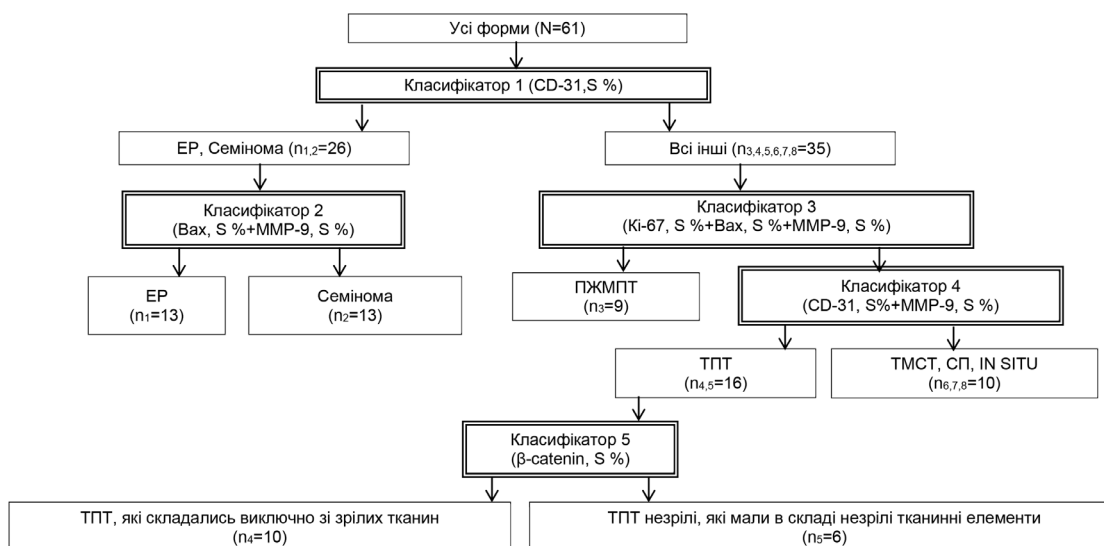 Усі форми (N=61)
Класифікатор 1 (CD-31,S %)
ЕР, Семінома (n1,2=26)
Всі інші (n3,4,5,6,7,8=35)
Класифікатор 2
(Bax, S %+MMP-9, S %)
Класифікатор 3
(Кі-67, S %+Bax, S %+MMP-9, S %)
ЕР
(n1=13)
Семінома
(n2=13)
ПЖМПТ
(n3=9)
Класифікатор 4
(CD-31, S%+MMP-9, S %)
ТПТ
(n4,5=16)
ТМСТ, СП, IN SITU
(n6,7,8=10)
Класифікатор 5
(β-catenin, S %)
ТПТ, які складались виключно зі зрілих тканин
(n4=10)
ТПТ незрілі, які мали в складі незрілі тканинні елементи
(n5=6)